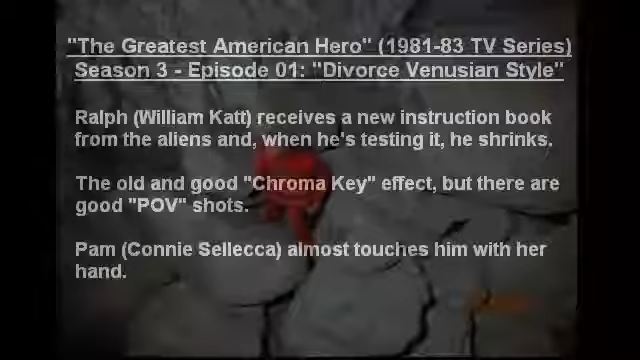 "The Greatest American Hero" (1981-83 TV Series)
Season 3 - Episode 01: "Divorce Venusian Style"
Ralph (William Katt) receives a new instruction book
from the aliens and, when he's testing it, he shrinks.
The old and good "Chroma Key" effect, but there are
good "POV" shots.
Pam (Connie Sellecca) almost touches him with her
hand.